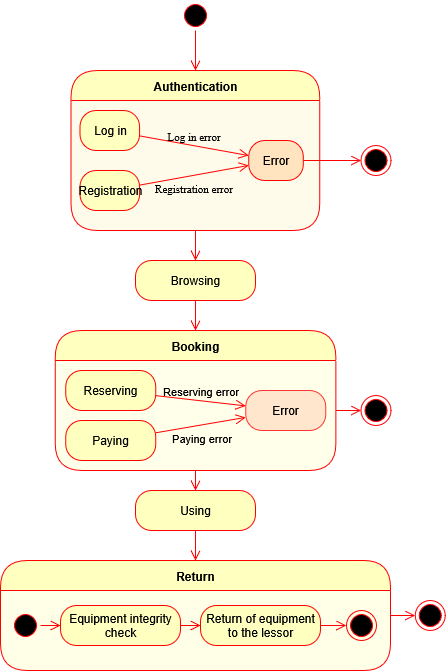 Authentication
Log in
Log in error
Error
Registration
Registration error
Browsing
Booking
Reserving
Reserving error
Error
Paying
Paying error
Using
Return
Equipment integrity
check
Return of equipment
to the lessor